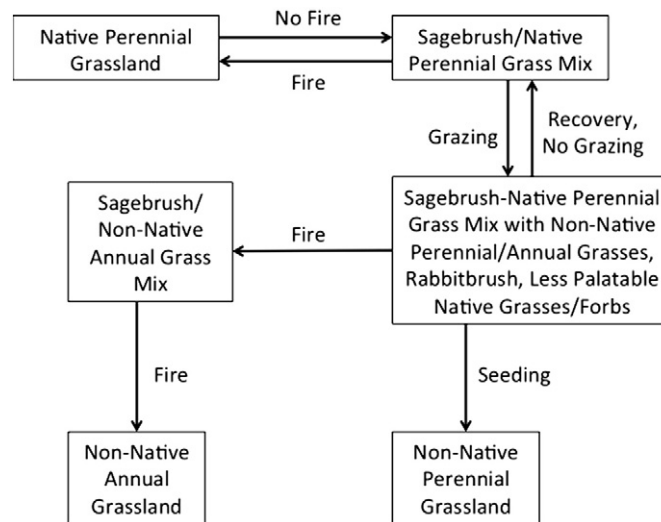 Native Perennial
Grassland
No Fire
Fire
Sagebrush/Native
Perennial Grass Mix
Grazing
Recovery,
No Grazing
Sagebrush/
Non-Native
Annual Grass
Mix
Fire
Sagebrush-Native Perennial
Grass Mix with Non-Native
Perennial/Annual Grasses,
Rabbitbrush, Less Palatable
Native Grasses/Forbs
Fire
Seeding
Non-Native
Annual
Grassland
Non-Native
Perennial
Grassland